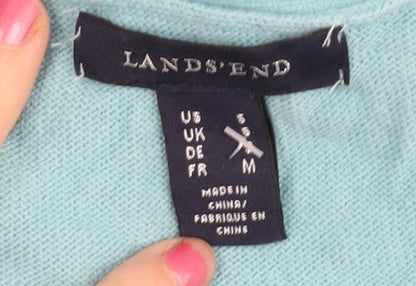 LANDS'END
US S
UK S
DE S
FR M
MADE IN
CHINA/
FABRIQUE EN
CHINE